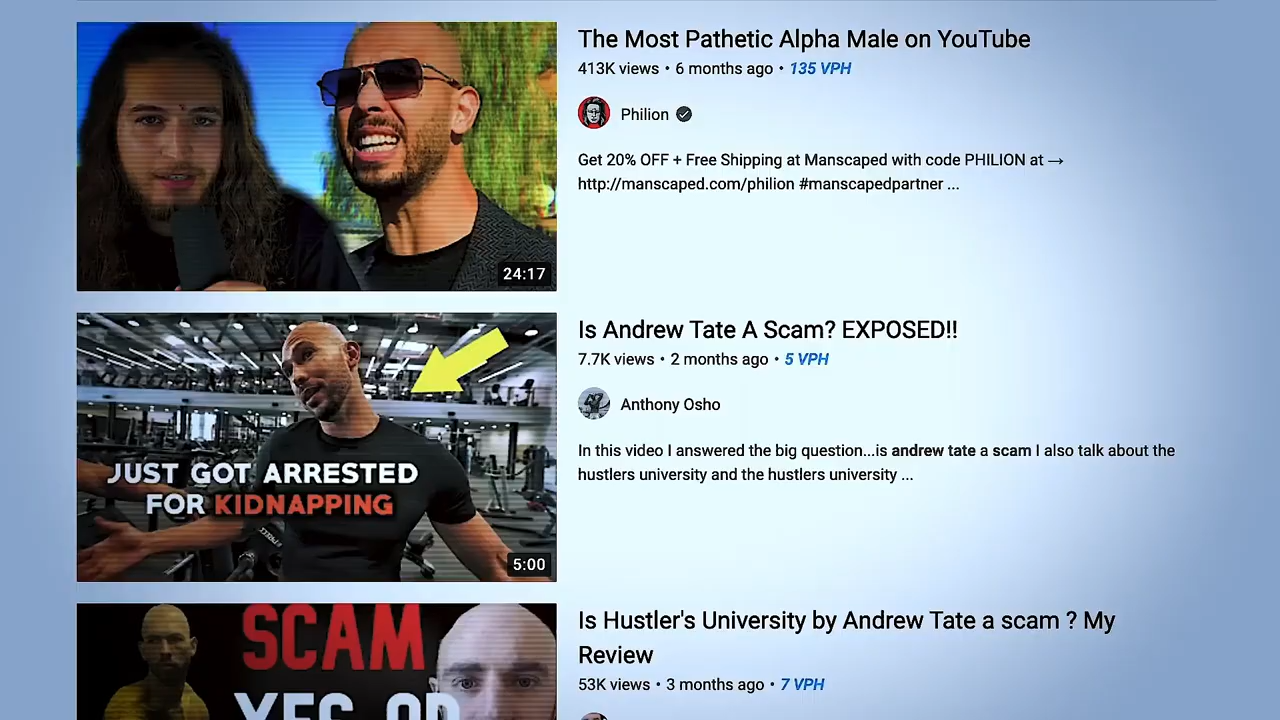 The Most Pathetic Alpha Male on YouTube
413K views • 6 months ago • 135 VPH
Philion
Get 20% OFF + Free Shipping at Manscaped with code PHILION at →
http://manscaped.com/philion #manscapedpartner ...
24:17
Is Andrew Tate A Scam? EXPOSED!!
7.7K views • 2 months ago • 5 VPH
Anthony Osho
In this video I answered the big question...is andrew tate a scam I also talk about the
hustlers university and the hustlers university ...
JUST GOT ARRESTED
FOR KIDNAPPING
5:00
Is Hustler's University by Andrew Tate a scam ? My
Review
53K views • 3 months ago • 7 VPH
SCAM
YES OR